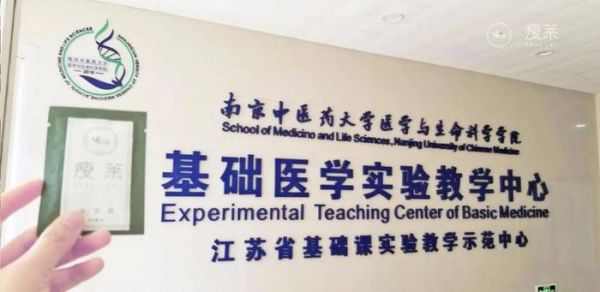 瘦莱
南京中医药大学医学与生命科学学院
School of Medicino and Life Sciences, Nanjing University of Chinese Medicine
基础医学实验教学中心
Experimental Teaching Center of Basic Medicine
江苏省基础课实验教学示范中心
瘦莱